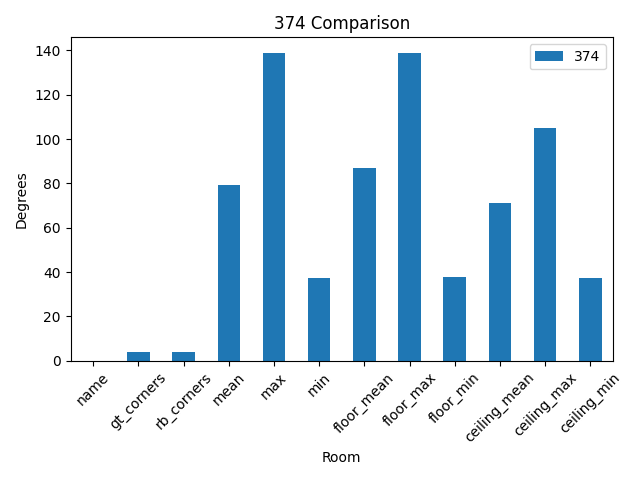 374 Comparison
374
Degrees
140
120
100
80
60
40
20
0
name
gt_corners
rb_corners
mean
max
min
floor_mean
floor_max
floor_min
ceiling_mean
ceiling_max
ceiling_min
Room